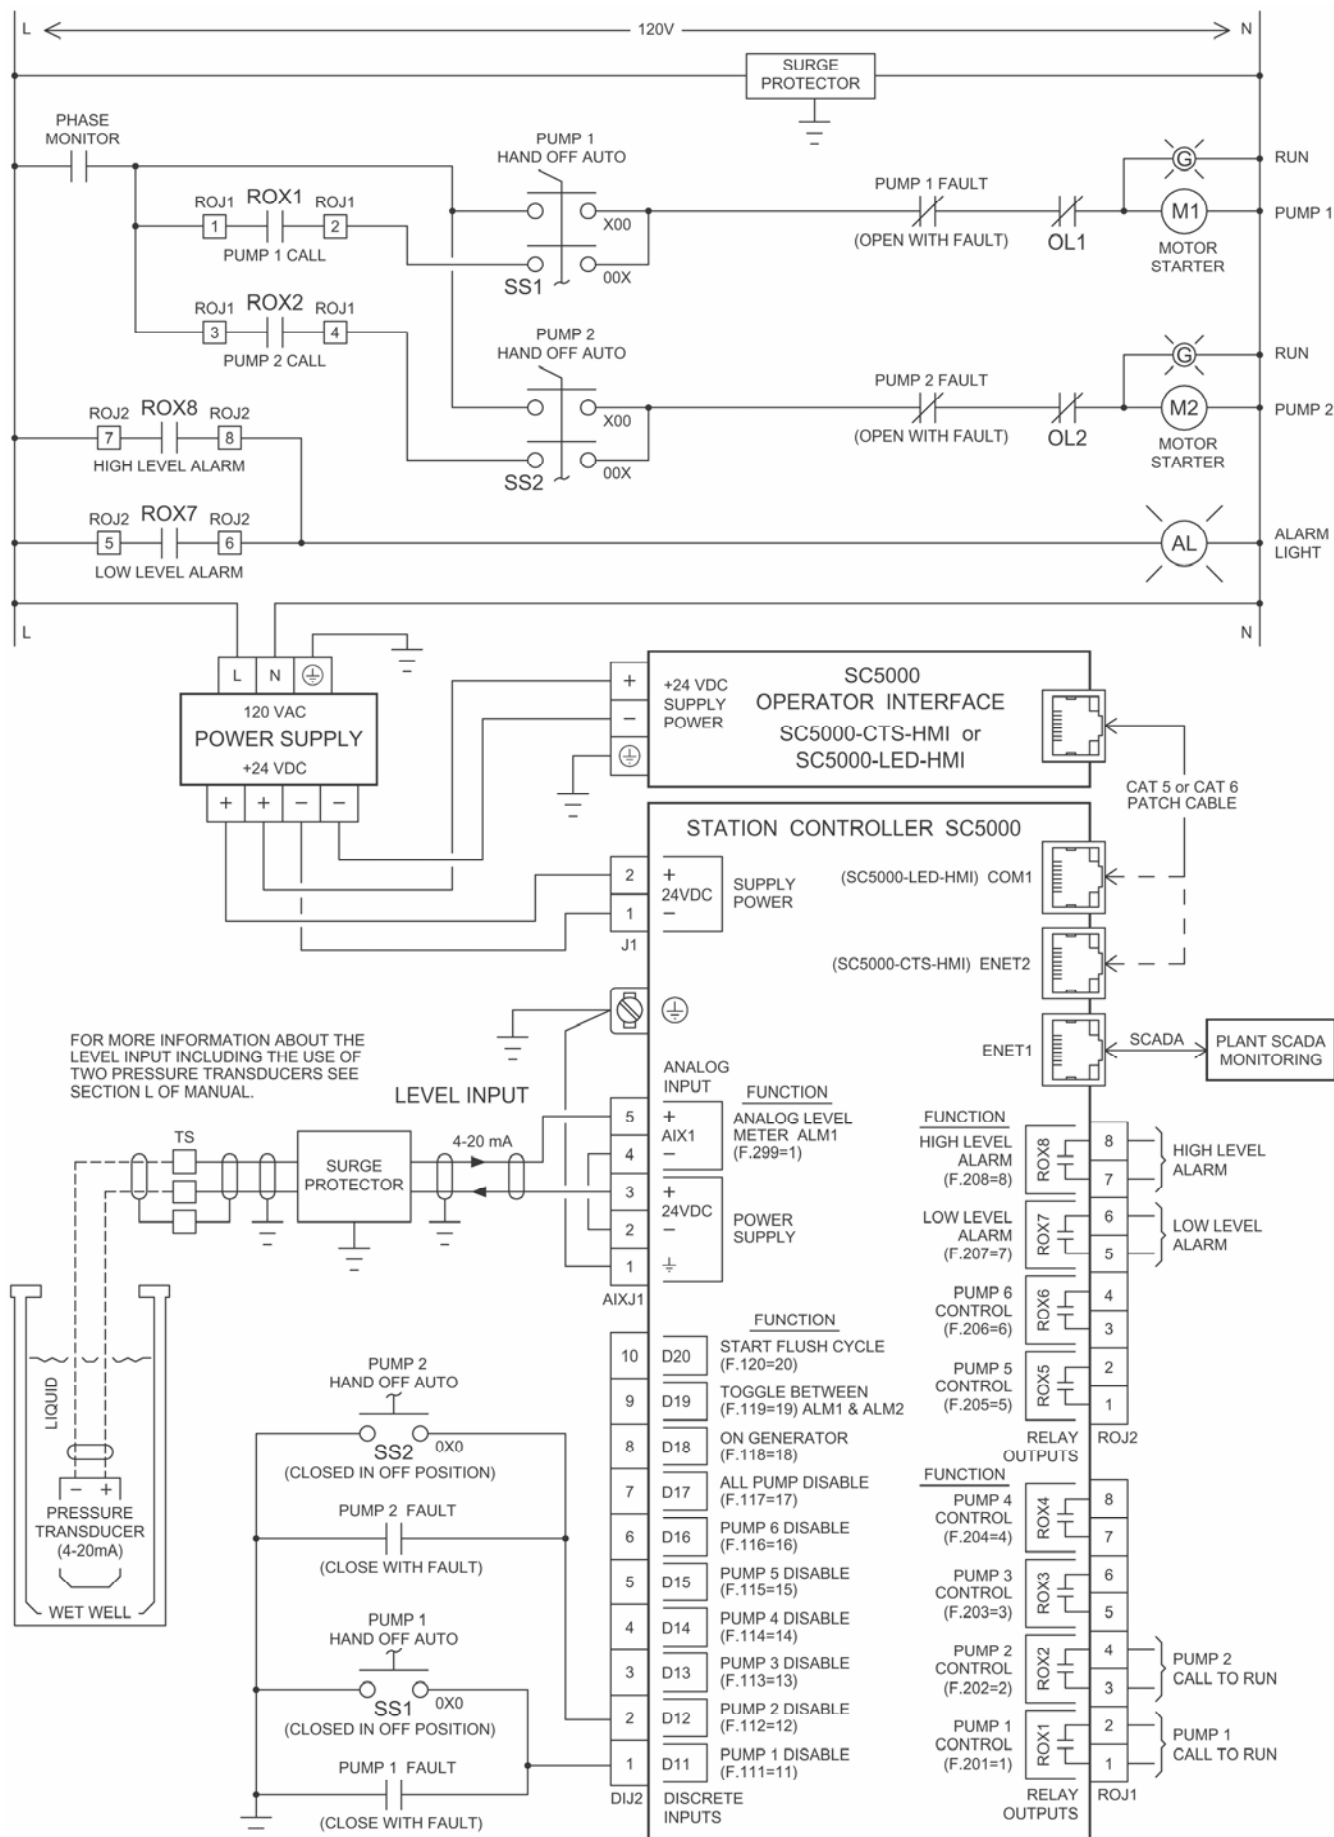 L 120V N
SURGE
PROTECTOR
PHASE
MONITOR
PUMP 1
HAND OFF AUTO
G RUN
ROJ1 ROX1 ROJ1
1 2
PUMP 1 CALL
X00
PUMP 1 FAULT
(OPEN WITH FAULT)
OL1
M1
PUMP 1
MOTOR
STARTER
SS1
00X
ROJ1 ROX2 ROJ1
3 4
PUMP 2 CALL
PUMP 2
HAND OFF AUTO
G RUN
X00
PUMP 2 FAULT
(OPEN WITH FAULT)
OL2
M2
PUMP 2
MOTOR
STARTER
SS2
00X
ROJ2 ROX8 ROJ2
7 8
HIGH LEVEL ALARM
ROJ2 ROX7 ROJ2
5 6
LOW LEVEL ALARM
AL
ALARM
LIGHT
L N
L N
120 VAC
POWER SUPPLY
+24 VDC
+ + − −
+
−
+24 VDC
SUPPLY
POWER
SC5000
OPERATOR INTERFACE
SC5000-CTS-HMI or
SC5000-LED-HMI
CAT 5 or CAT 6
PATCH CABLE
STATION CONTROLLER SC5000
2 +
24VDC
1 −
J1
SUPPLY
POWER
(SC5000-LED-HMI) COM1
(SC5000-CTS-HMI) ENET2
ENET1
SCADA
PLANT SCADA
MONITORING
FOR MORE INFORMATION ABOUT THE
LEVEL INPUT INCLUDING THE USE OF
TWO PRESSURE TRANSDUCERS SEE
SECTION L OF MANUAL.
LEVEL INPUT
TS
SURGE
PROTECTOR
4-20 mA
ANALOG
INPUT
FUNCTION
5 +
AIX1
4 −
ANALOG LEVEL
METER ALM1
(F.299=1)
3 +
24VDC
2 −
1
POWER
SUPPLY
AIXJ1
LIQUID
− +
PRESSURE
TRANSDUCER
(4-20mA)
WET WELL
FUNCTION
10 D20 START FLUSH CYCLE
(F.120=20)
9 D19 TOGGLE BETWEEN
(F.119=19) ALM1 & ALM2
8 D18 ON GENERATOR
(F.118=18)
7 D17 ALL PUMP DISABLE
(F.117=17)
6 D16 PUMP 6 DISABLE
(F.116=16)
5 D15 PUMP 5 DISABLE
(F.115=15)
4 D14 PUMP 4 DISABLE
(F.114=14)
3 D13 PUMP 3 DISABLE
(F.113=13)
2 D12 PUMP 2 DISABLE
(F.112=12)
1 D11 PUMP 1 DISABLE
(F.111=11)
DIJ2 DISCRETE
INPUTS
PUMP 2
HAND OFF AUTO
SS2 0X0
(CLOSED IN OFF POSITION)
PUMP 2 FAULT
(CLOSE WITH FAULT)
PUMP 1
HAND OFF AUTO
SS1 0X0
(CLOSED IN OFF POSITION)
PUMP 1 FAULT
(CLOSE WITH FAULT)
FUNCTION
HIGH LEVEL
ALARM
(F.208=8)
ROX8
8
7
HIGH LEVEL
ALARM
LOW LEVEL
ALARM
(F.207=7)
ROX7
6
5
LOW LEVEL
ALARM
PUMP 6
CONTROL
(F.206=6)
ROX6
4
3
PUMP 5
CONTROL
(F.205=5)
ROX5
2
1
RELAY
OUTPUTS
ROJ2
FUNCTION
PUMP 4
CONTROL
(F.204=4)
ROX4
8
7
PUMP 3
CONTROL
(F.203=3)
ROX3
6
5
PUMP 2
CONTROL
(F.202=2)
ROX2
4
3
PUMP 2
CALL TO RUN
PUMP 1
CONTROL
(F.201=1)
ROX1
2
1
PUMP 1
CALL TO RUN
RELAY
OUTPUTS
ROJ1